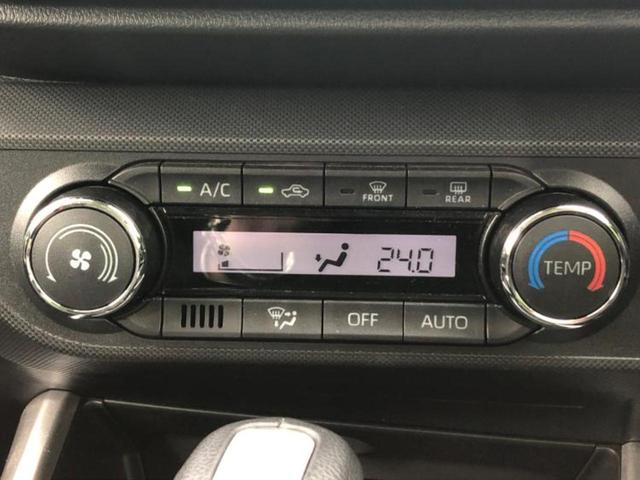 A/C
FRONT
REAR
24.0
TEMP
OFF
AUTO